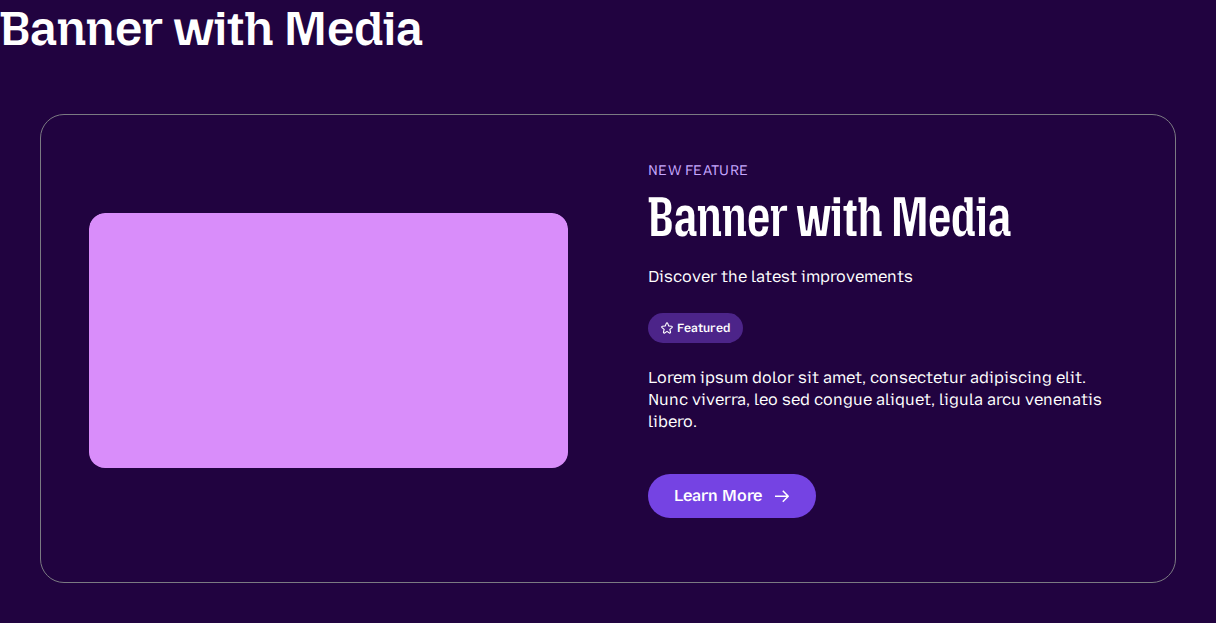 Banner with Media
NEW FEATURE
Banner with Media
Discover the latest improvements
Featured
Lorem ipsum dolor sit amet, consectetur adipiscing elit.
Nunc viverra, leo sed congue aliquet, ligula arcu venenatis
libero.
Learn More